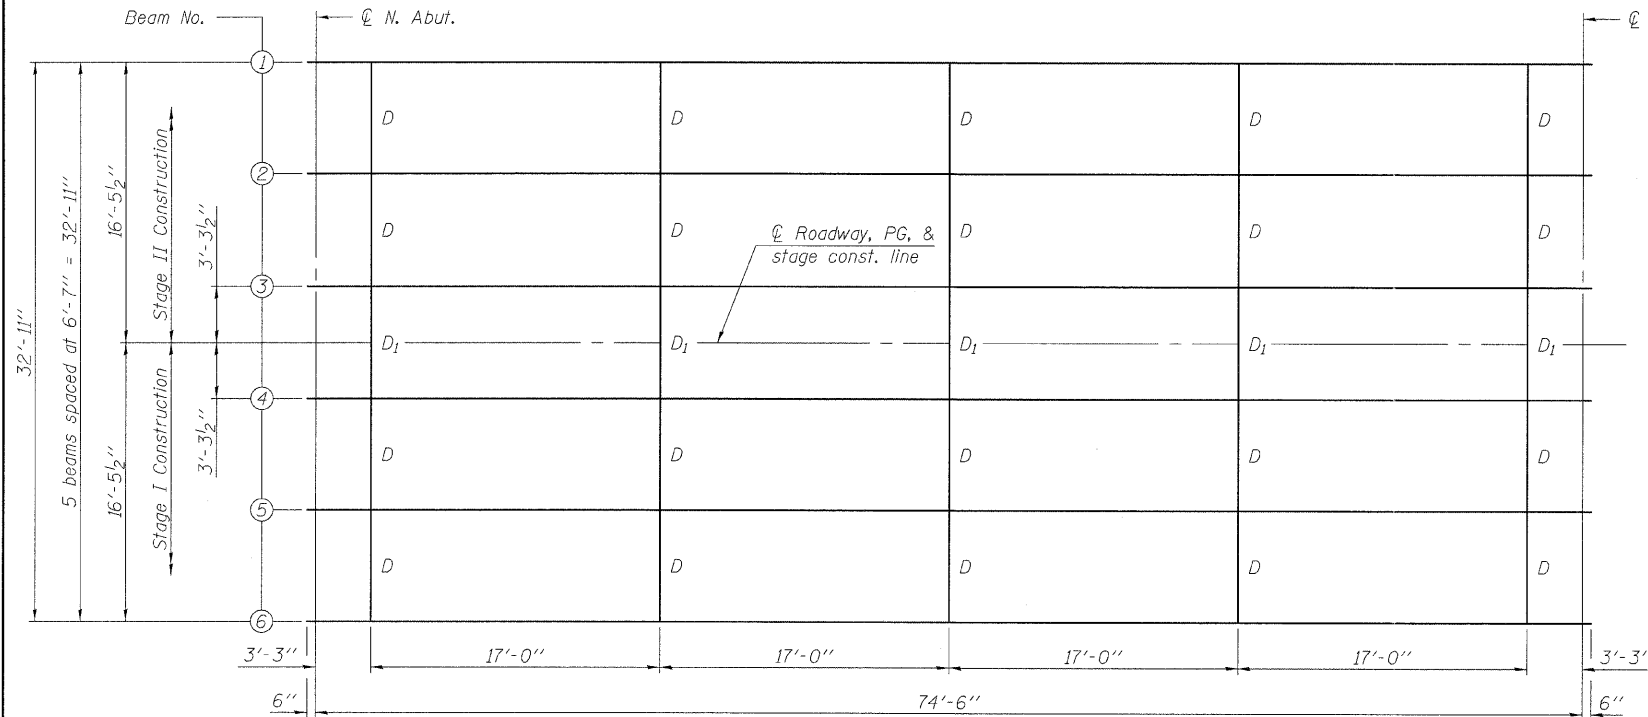 Beam No.
℄ N. Abut.
℄
1
2
3
4
5
6
32'-11"
5 beams spaced at 6'-7" = 32'-11"
16'-5½"
16'-5½"
Stage II Construction
Stage I Construction
3'-3½"
3'-3½"
D D D D D
D D D D D
℄ Roadway, PG, &
stage const. line
D₁ D₁ D₁ D₁ D₁
D D D D D
D D D D D
3'-3" 17'-0" 17'-0" 17'-0" 17'-0" 3'-3'
6" 74'-6" 6"